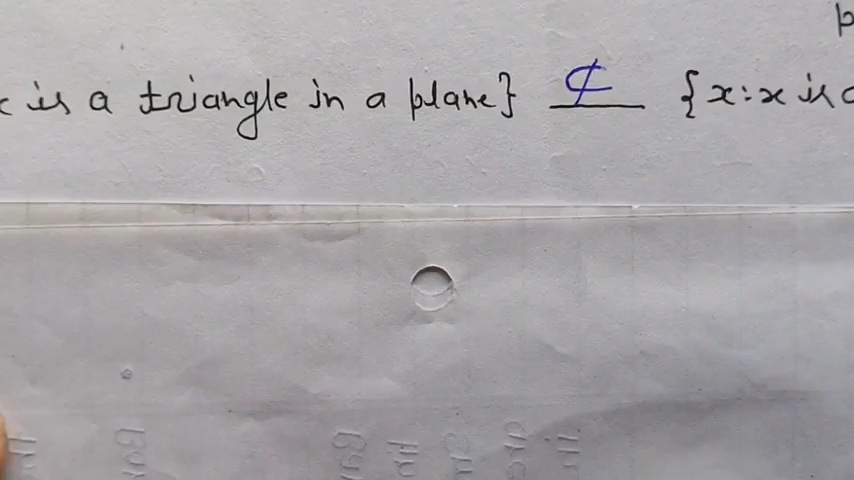 p
is a triangle in a plane} ⊄ {x:x is a